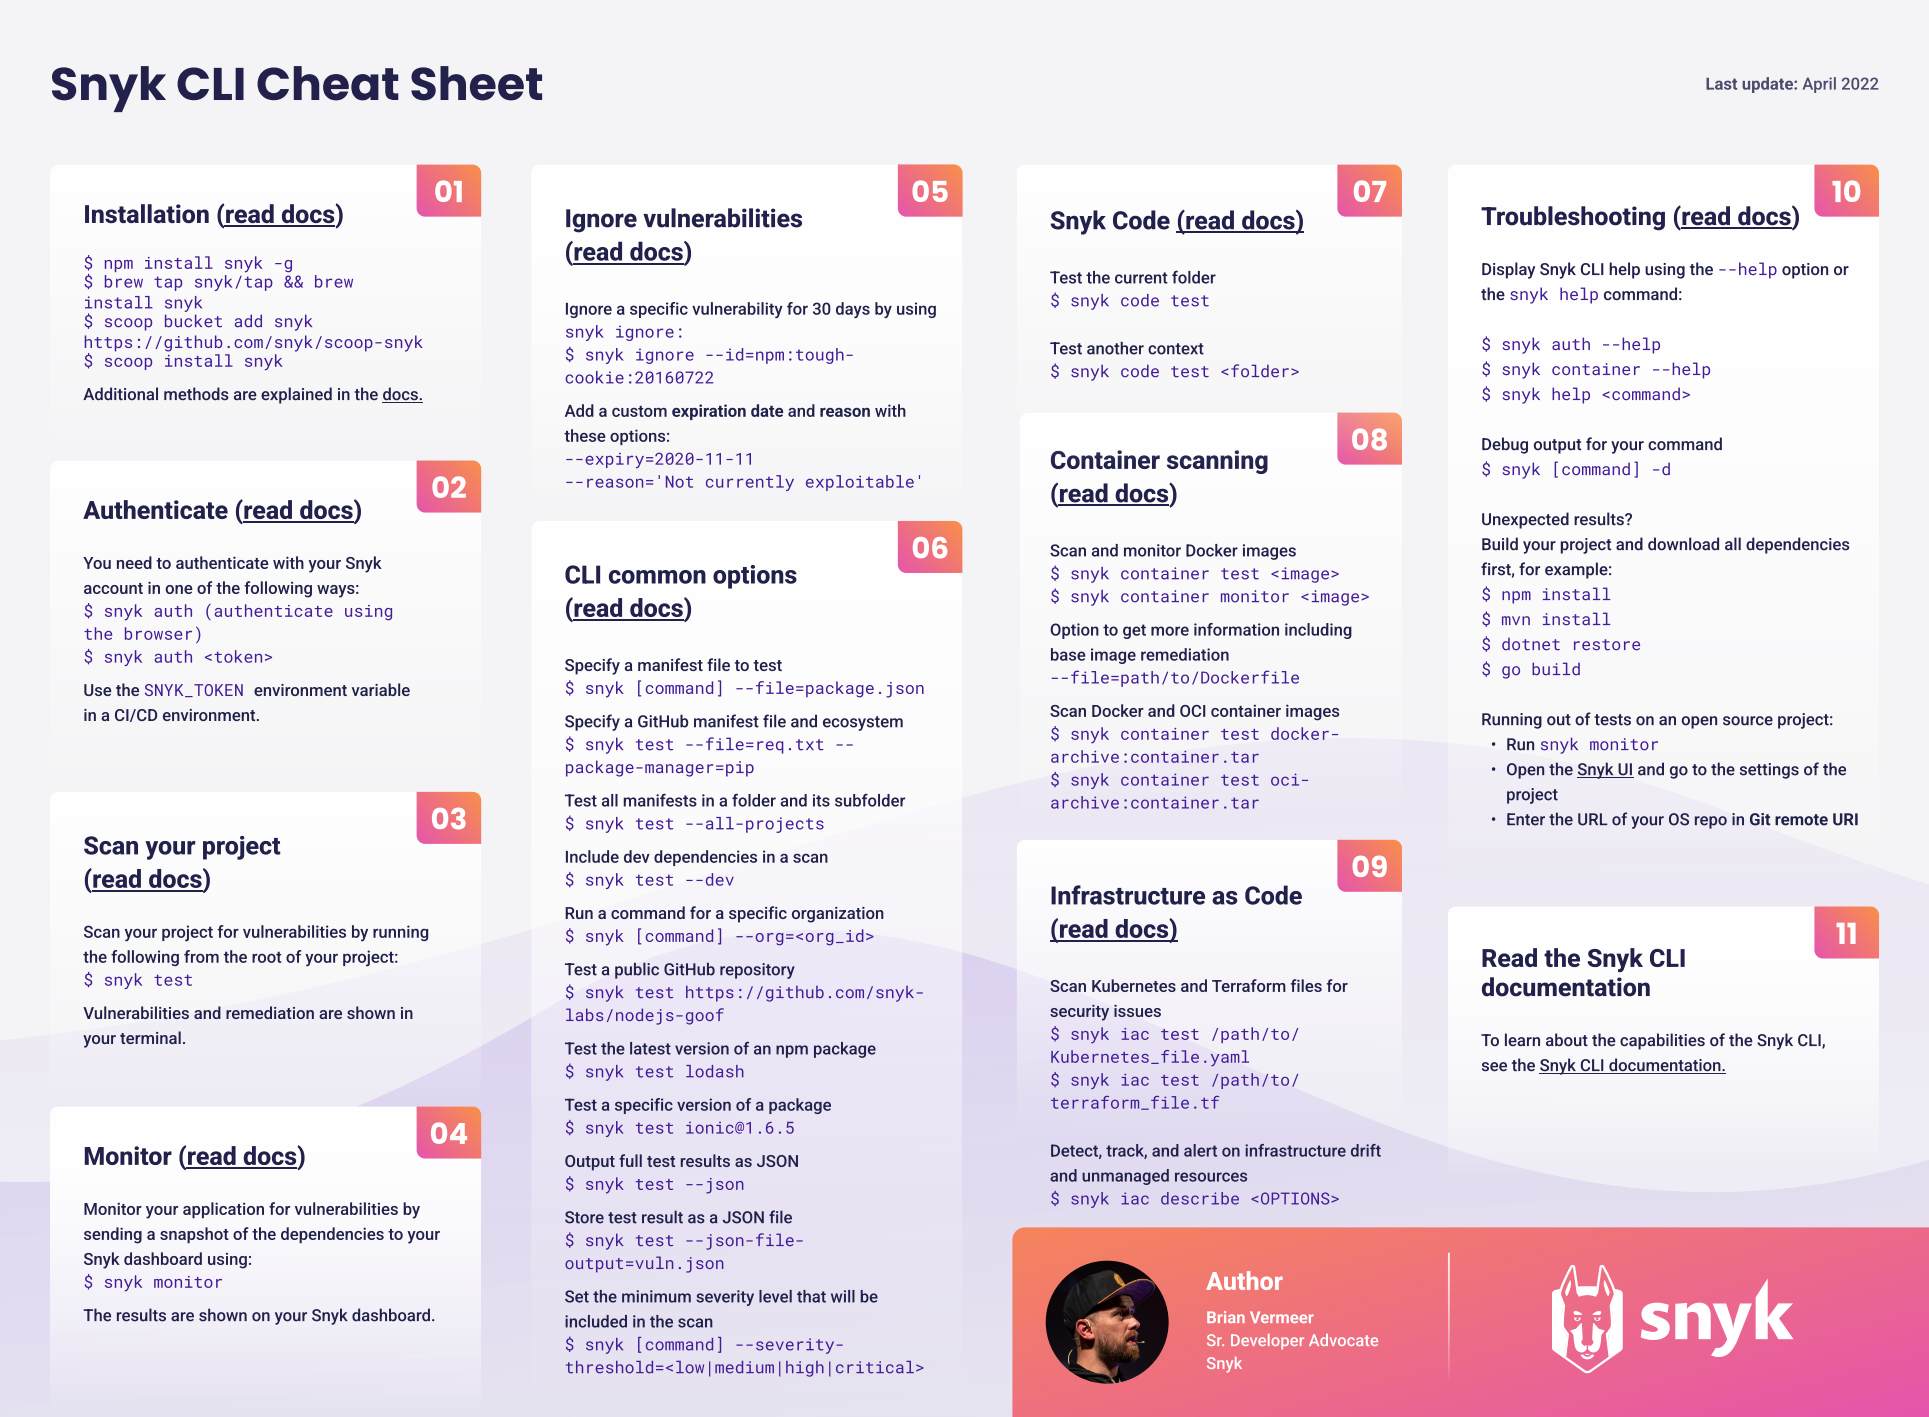 Snyk CLI Cheat Sheet
Last update: April 2022
01
Installation (read docs)
$ npm install snyk -g
$ brew tap snyk/tap && brew
install snyk
$ scoop bucket add snyk
https://github.com/snyk/scoop-snyk
$ scoop install snyk
Additional methods are explained in the docs.
02
Authenticate (read docs)
You need to authenticate with your Snyk
account in one of the following ways:
$ snyk auth (authenticate using
the browser)
$ snyk auth <token>
Use the SNYK_TOKEN environment variable
in a CI/CD environment.
03
Scan your project
(read docs)
Scan your project for vulnerabilities by running
the following from the root of your project:
$ snyk test
Vulnerabilities and remediation are shown in
your terminal.
04
Monitor (read docs)
Monitor your application for vulnerabilities by
sending a snapshot of the dependencies to your
Snyk dashboard using:
$ snyk monitor
The results are shown on your Snyk dashboard.
05
Ignore vulnerabilities
(read docs)
Ignore a specific vulnerability for 30 days by using
snyk ignore:
$ snyk ignore --id=npm:tough-
cookie:20160722
Add a custom expiration date and reason with
these options:
--expiry=2020-11-11
--reason='Not currently exploitable'
06
CLI common options
(read docs)
Specify a manifest file to test
$ snyk [command] --file=package.json
Specify a GitHub manifest file and ecosystem
$ snyk test --file=req.txt --
package-manager=pip
Test all manifests in a folder and its subfolder
$ snyk test --all-projects
Include dev dependencies in a scan
$ snyk test --dev
Run a command for a specific organization
$ snyk [command] --org=<org_id>
Test a public GitHub repository
$ snyk test https://github.com/snyk-
labs/nodejs-goof
Test the latest version of an npm package
$ snyk test lodash
Test a specific version of a package
$ snyk test ionic@1.6.5
Output full test results as JSON
$ snyk test --json
Store test result as a JSON file
$ snyk test --json-file-
output=vuln.json
Set the minimum severity level that will be
included in the scan
$ snyk [command] --severity-
threshold=<low|medium|high|critical>
07
Snyk Code (read docs)
Test the current folder
$ snyk code test
Test another context
$ snyk code test <folder>
08
Container scanning
(read docs)
Scan and monitor Docker images
$ snyk container test <image>
$ snyk container monitor <image>
Option to get more information including
base image remediation
--file=path/to/Dockerfile
Scan Docker and OCI container images
$ snyk container test docker-
archive:container.tar
$ snyk container test oci-
archive:container.tar
09
Infrastructure as Code
(read docs)
Scan Kubernetes and Terraform files for
security issues
$ snyk iac test /path/to/
Kubernetes_file.yaml
$ snyk iac test /path/to/
terraform_file.tf
Detect, track, and alert on infrastructure drift
and unmanaged resources
$ snyk iac describe <OPTIONS>
10
Troubleshooting (read docs)
Display Snyk CLI help using the --help option or
the snyk help command:
$ snyk auth --help
$ snyk container --help
$ snyk help <command>
Debug output for your command
$ snyk [command] -d
Unexpected results?
Build your project and download all dependencies
first, for example:
$ npm install
$ mvn install
$ dotnet restore
$ go build
Running out of tests on an open source project:
• Run snyk monitor
• Open the Snyk UI and go to the settings of the
project
• Enter the URL of your OS repo in Git remote URI
11
Read the Snyk CLI
documentation
To learn about the capabilities of the Snyk CLI,
see the Snyk CLI documentation.
Author
Brian Vermeer
Sr. Developer Advocate
Snyk
snyk